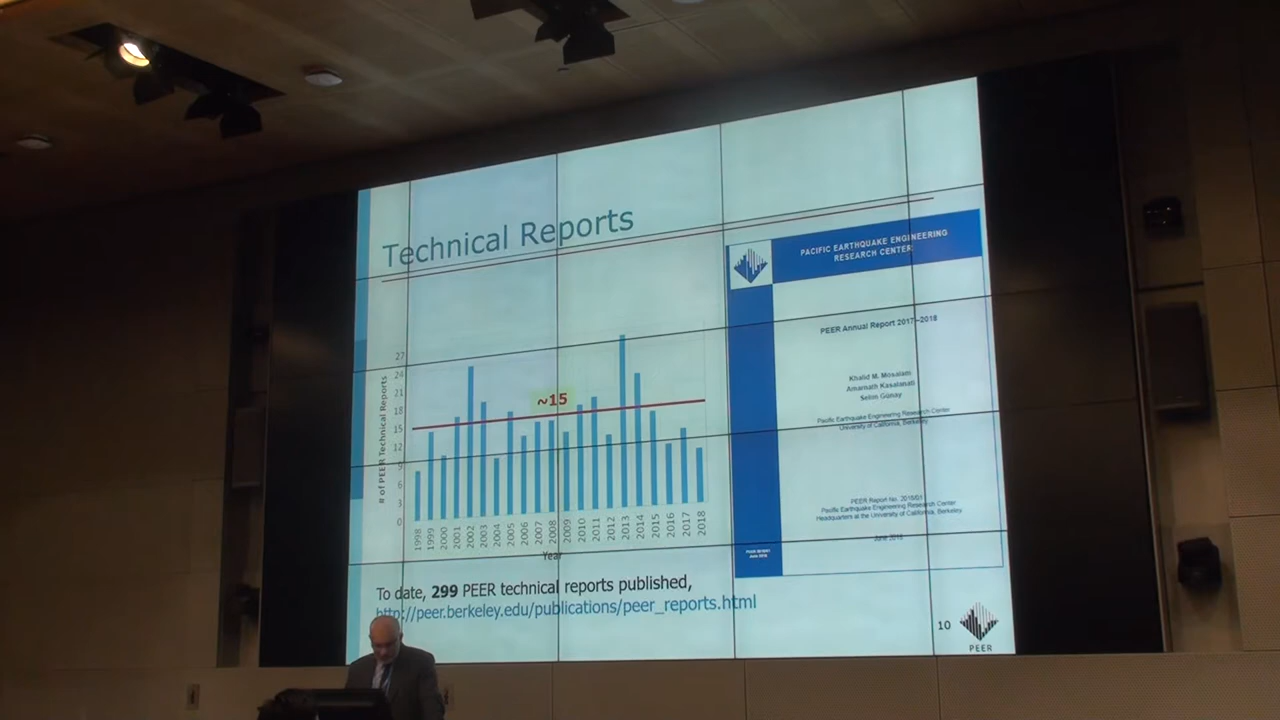 Technical Reports
# of PEER Technical Reports
27
24
21
18
15
12
9
6
3
0
~15
1998 1999 2000 2001 2002 2003 2004 2005 2006 2007 2008 2009 2010 2011 2012 2013 2014 2015 2016 2017 2018
Year
PACIFIC EARTHQUAKE ENGINEERING
RESEARCH CENTER
PEER Annual Report 2017–2018
Khalid M. Mosalam
Amarnath Kasalanati
Selim Günay
Pacific Earthquake Engineering Research Center
University of California, Berkeley
PEER Report No. 2018/01
Pacific Earthquake Engineering Research Center
Headquarters at the University of California, Berkeley
June 2018
June 2018
To date, 299 PEER technical reports published,
http://peer.berkeley.edu/publications/peer_reports.html
10
PEER